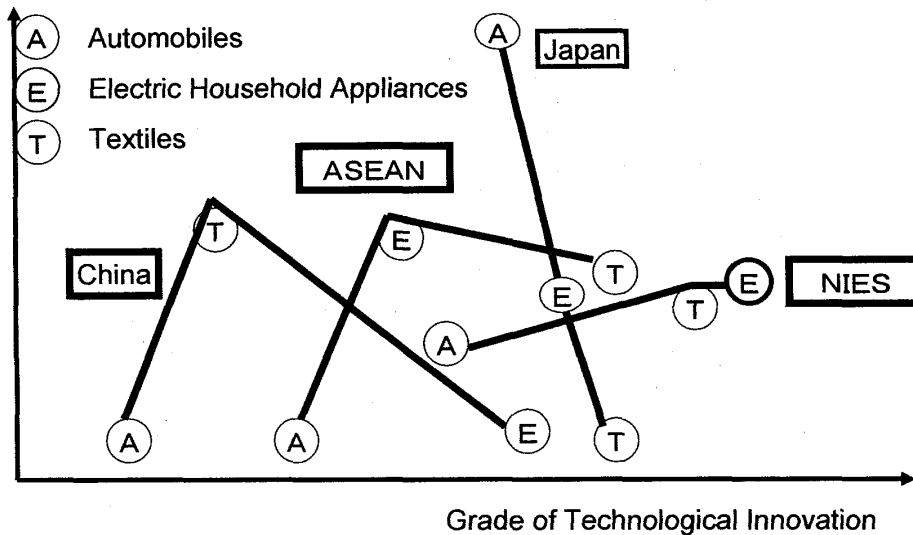 A Automobiles
E Electric Household Appliances
T Textiles
A
Japan
ASEAN
T
E
China
E
T
T
E
NIES
A
A
A
E
T
Grade of Technological Innovation